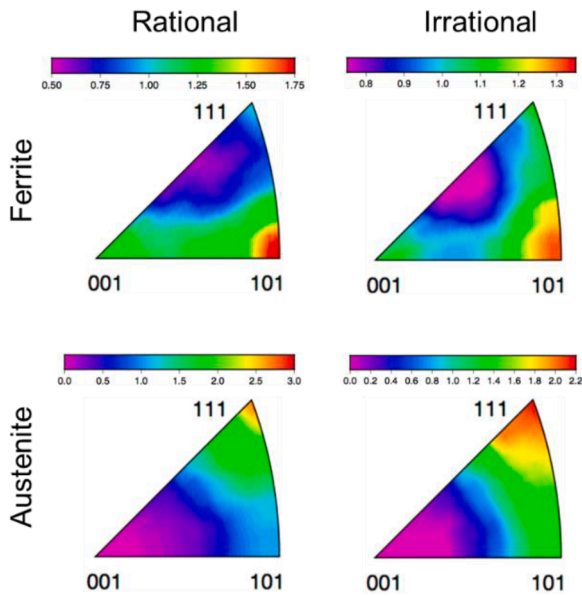 Rational Irrational
0.50 0.75 1.00 1.25 1.50 1.75
0.8 0.9 1.0 1.1 1.2 1.3
Ferrite
111 111
001 101 001 101
0.0 0.5 1.0 1.5 2.0 2.5 3.0
0.0 0.2 0.4 0.6 0.8 1.0 1.2 1.4 1.6 1.8 2.0 2.2
Austenite
111 111
001 101 001 101